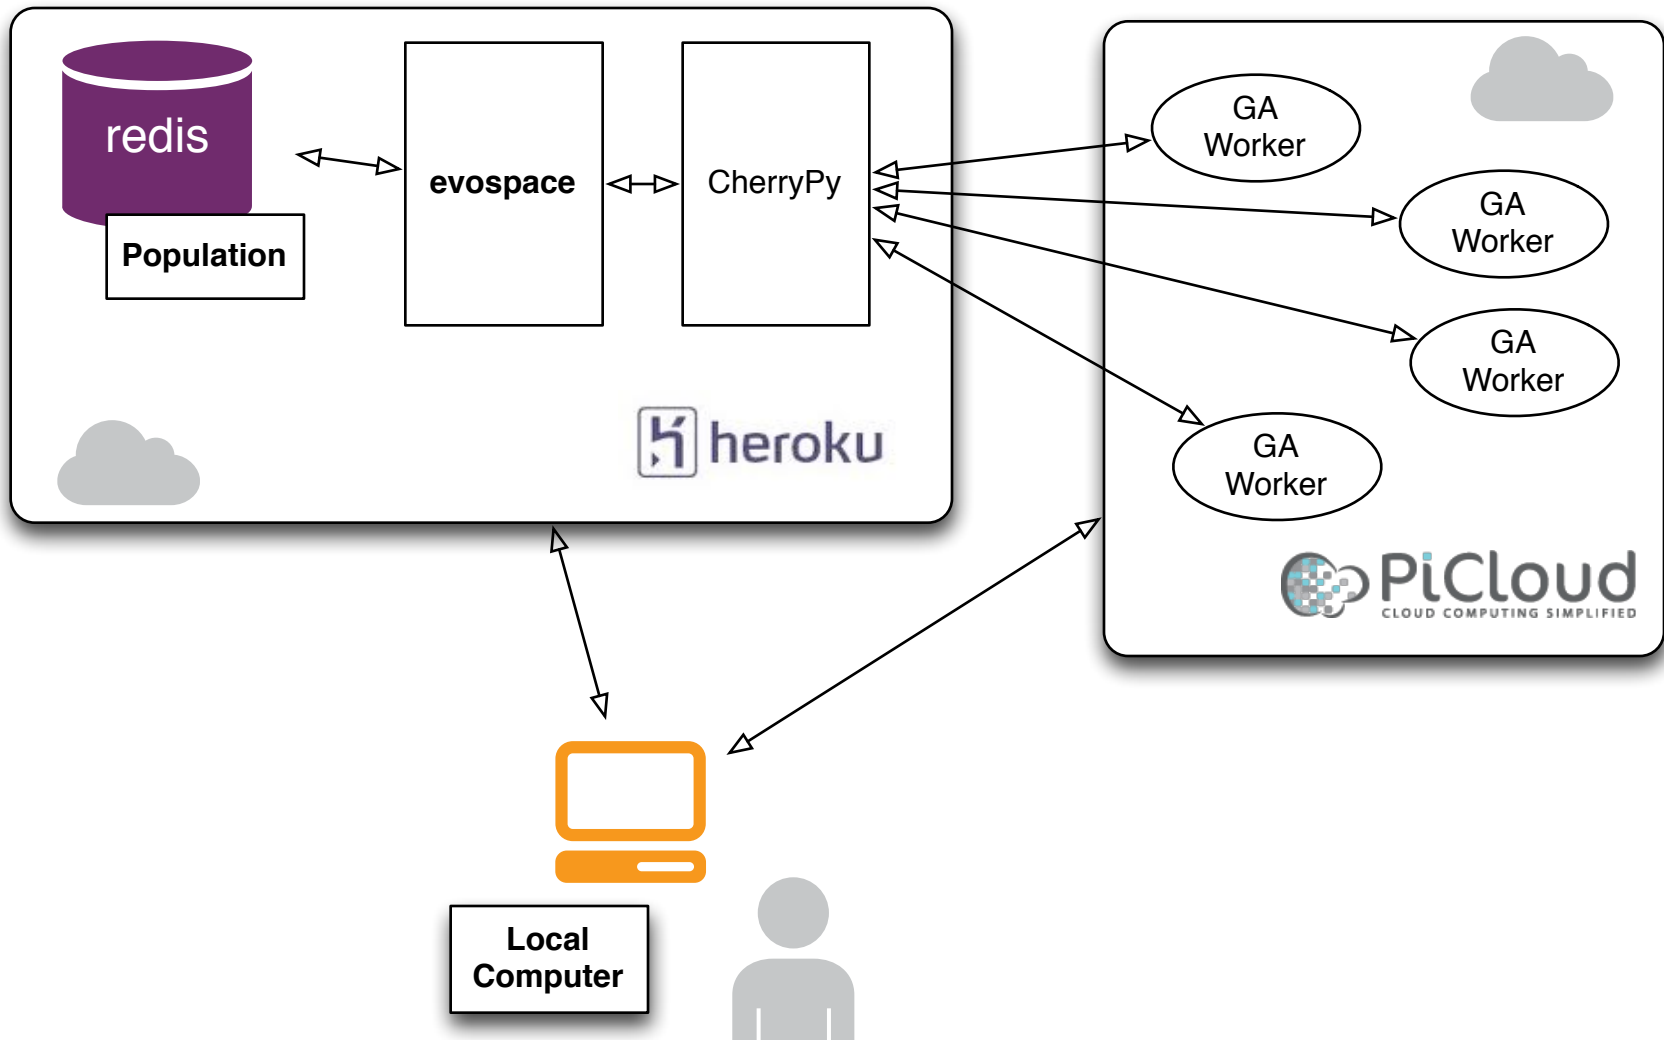 redis
Population
evospace
CherryPy
heroku
GA
Worker
GA
Worker
GA
Worker
GA
Worker
PiCloud
CLOUD COMPUTING SIMPLIFIED
Local
Computer